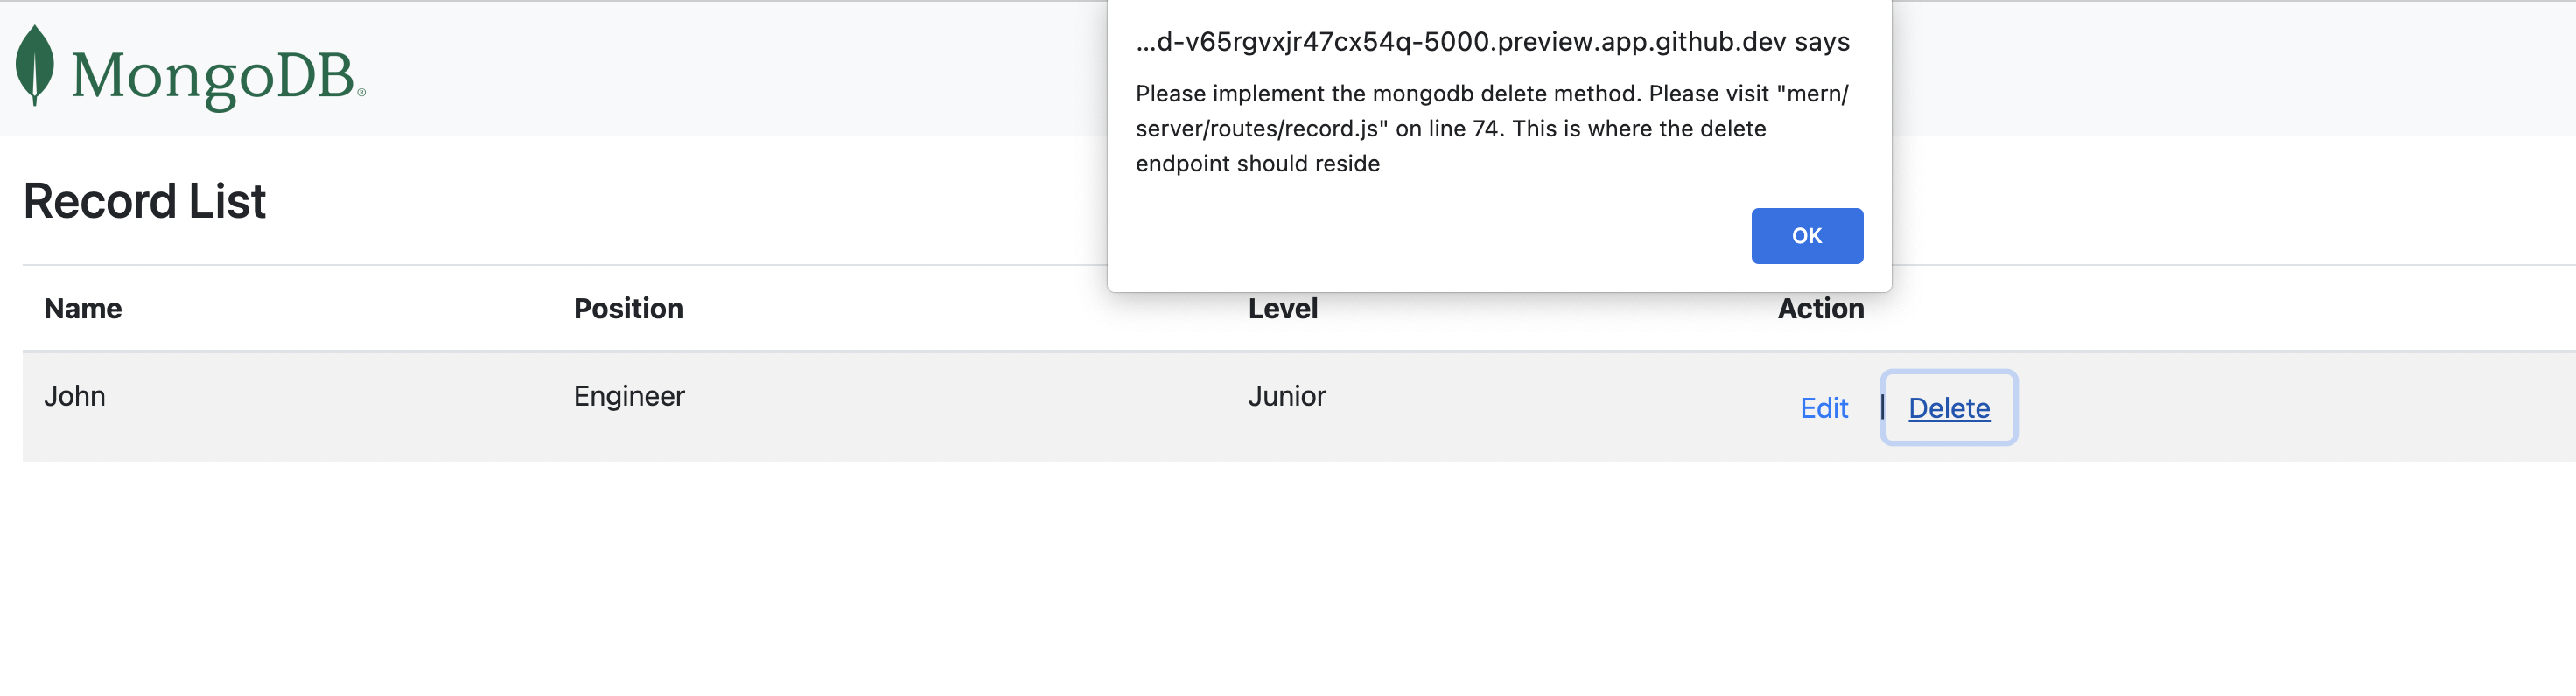 MongoDB®
...d-v65rgvxjr47cx54q-5000.preview.app.github.dev says
Please implement the mongodb delete method. Please visit "mern/
server/routes/record.js" on line 74. This is where the delete
endpoint should reside
OK
Record List
Name Position Level Action
John Engineer Junior Edit | Delete